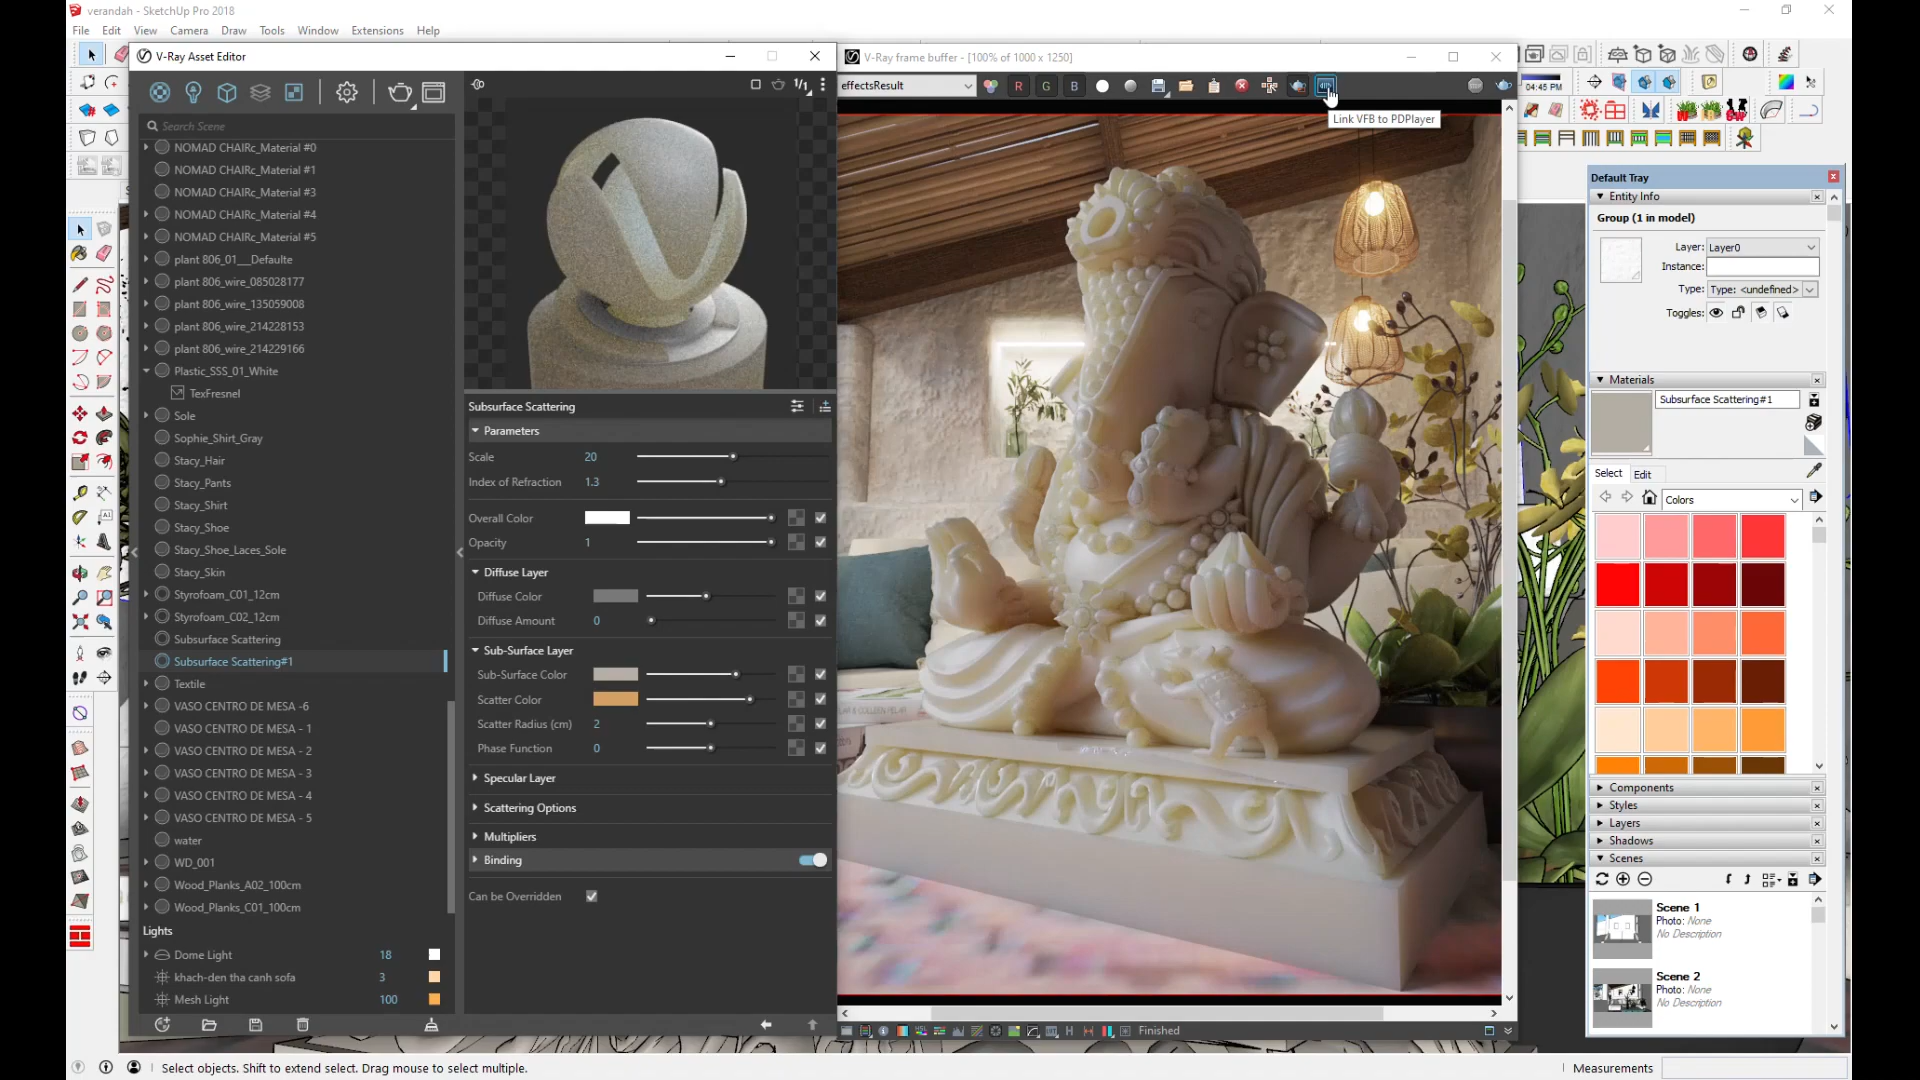 verandah - SketchUp Pro 2018
File Edit View Camera Draw Tools Window Extensions Help
V-Ray Asset Editor
Search Scene
NOMAD CHAIRc_Material #0
NOMAD CHAIRc_Material #1
NOMAD CHAIRc_Material #3
NOMAD CHAIRc_Material #4
NOMAD CHAIRc_Material #5
plant 806_01__Defaulte
plant 806_wire_085028177
plant 806_wire_135059008
plant 806_wire_214228153
plant 806_wire_214229166
Plastic_SSS_01_White
TexFresnel
Sole
Sophie_Shirt_Gray
Stacy_Hair
Stacy_Pants
Stacy_Shirt
Stacy_Shoe
Stacy_Shoe_Laces_Sole
Stacy_Skin
Styrofoam_C01_12cm
Styrofoam_C02_12cm
Subsurface Scattering
Subsurface Scattering#1
Textile
VASO CENTRO DE MESA -6
VASO CENTRO DE MESA - 1
VASO CENTRO DE MESA - 2
VASO CENTRO DE MESA - 3
VASO CENTRO DE MESA - 4
VASO CENTRO DE MESA - 5
water
WD_001
Wood_Planks_A02_100cm
Wood_Planks_C01_100cm
Lights
Dome Light 18
khach-den tha canh sofa 3
Mesh Light 100
1/1
Subsurface Scattering
Parameters
Scale 20
Index of Refraction 1.3
Overall Color
Opacity 1
Diffuse Layer
Diffuse Color
Diffuse Amount 0
Sub-Surface Layer
Sub-Surface Color
Scatter Color
Scatter Radius (cm) 2
Phase Function 0
Specular Layer
Scattering Options
Multipliers
Binding
Can be Overridden
V-Ray frame buffer - [100% of 1000 x 1250]
effectsResult R G B
Link VFB to PDPlayer
Finished
04:45 PM
Default Tray
Entity Info
Group (1 in model)
Layer: Layer0
Instance:
Type: Type: <undefined>
Toggles:
Materials
Subsurface Scattering#1
Select Edit
Colors
Components
Styles
Layers
Shadows
Scenes
Scene 1
Photo: None
No Description
Scene 2
Photo: None
No Description
Select objects. Shift to extend select. Drag mouse to select multiple.
Measurements